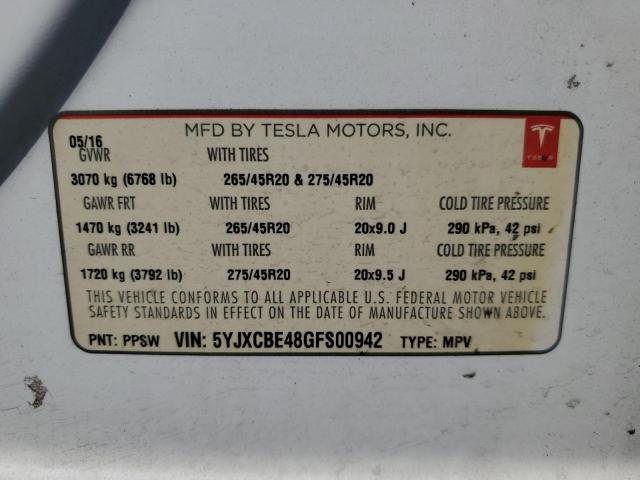 MFD BY TESLA MOTORS, INC.
05/16
GVWR WITH TIRES
3070 kg (6768 lb) 265/45R20 & 275/45R20
GAWR FRT WITH TIRES RIM COLD TIRE PRESSURE
1470 kg (3241 lb) 265/45R20 20x9.0 J 290 kPa, 42 psi
GAWR RR WITH TIRES RIM COLD TIRE PRESSURE
1720 kg (3792 lb) 275/45R20 20x9.5 J 290 kPa, 42 psi
THIS VEHICLE CONFORMS TO ALL APPLICABLE U.S. FEDERAL MOTOR VEHICLE
SAFETY STANDARDS IN EFFECT ON THE DATE OF MANUFACTURE SHOWN ABOVE.
PNT: PPSW VIN: 5YJXCBE48GFS00942 TYPE: MPV
TESLA